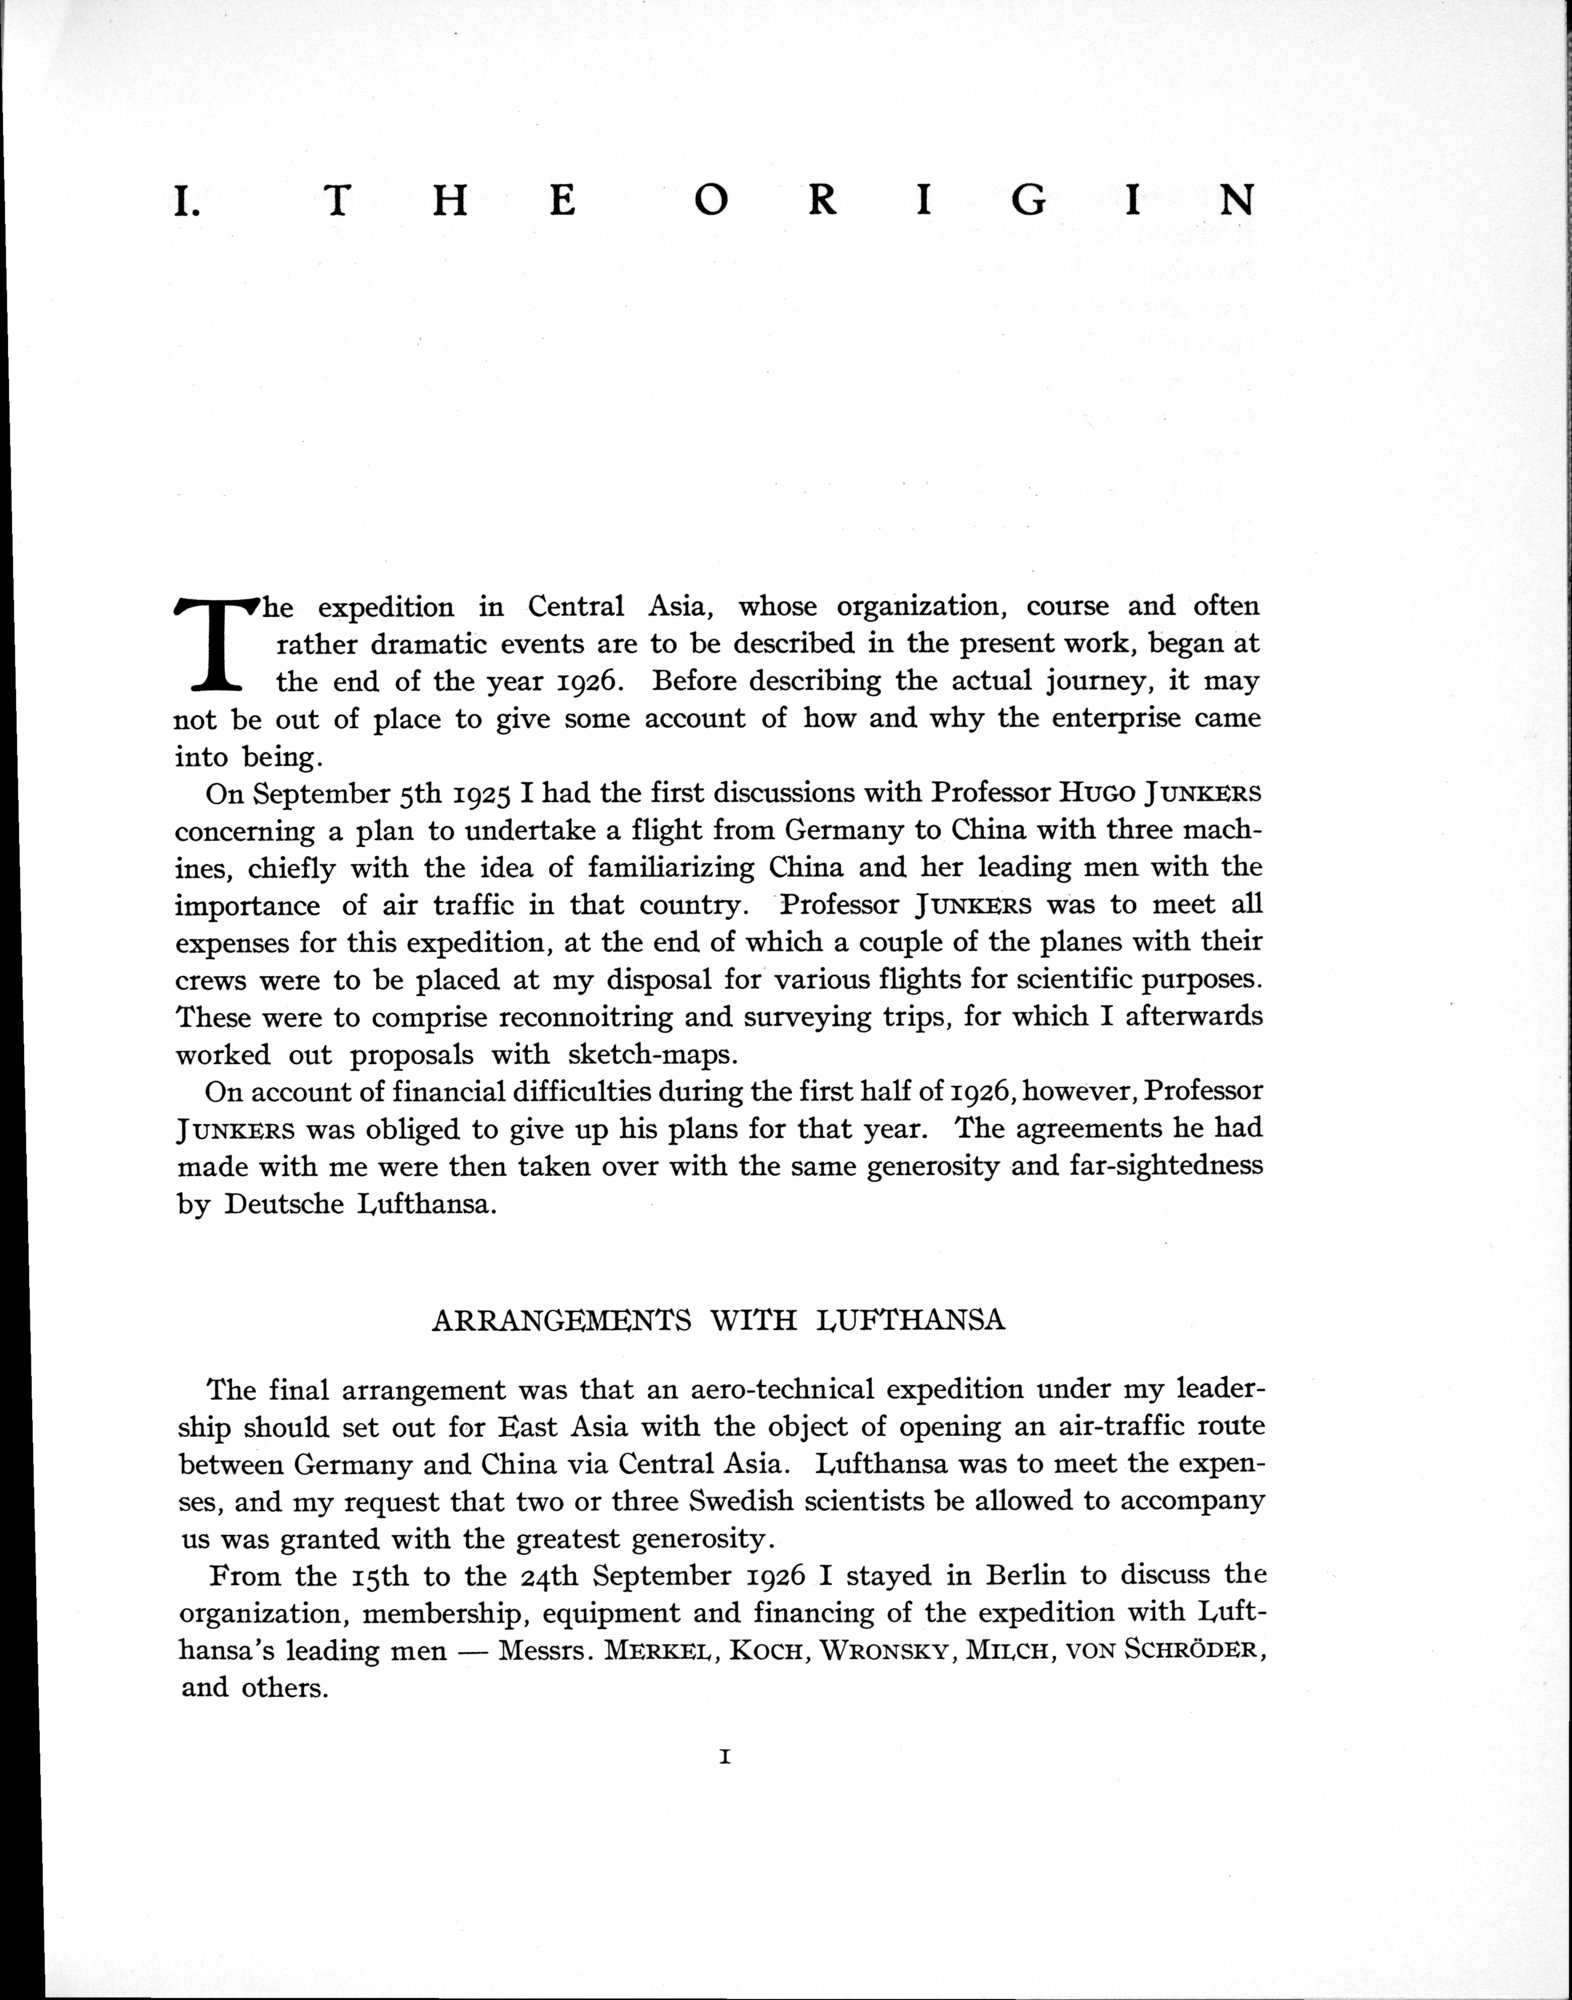 I. THE ORIGIN
The expedition in Central Asia, whose organization, course and often
rather dramatic events are to be described in the present work, began at
the end of the year 1926. Before describing the actual journey, it may
not be out of place to give some account of how and why the enterprise came
into being.
On September 5th 1925 I had the first discussions with Professor HUGO JUNKERS
concerning a plan to undertake a flight from Germany to China with three mach-
ines, chiefly with the idea of familiarizing China and her leading men with the
importance of air traffic in that country. Professor JUNKERS was to meet all
expenses for this expedition, at the end of which a couple of the planes with their
crews were to be placed at my disposal for various flights for scientific purposes.
These were to comprise reconnoitring and surveying trips, for which I afterwards
worked out proposals with sketch-maps.
On account of financial difficulties during the first half of 1926, however, Professor
JUNKERS was obliged to give up his plans for that year. The agreements he had
made with me were then taken over with the same generosity and far-sightedness
by Deutsche Lufthansa.
ARRANGEMENTS WITH LUFTHANSA
The final arrangement was that an aero-technical expedition under my leader-
ship should set out for East Asia with the object of opening an air-traffic route
between Germany and China via Central Asia. Lufthansa was to meet the expen-
ses, and my request that two or three Swedish scientists be allowed to accompany
us was granted with the greatest generosity.
From the 15th to the 24th September 1926 I stayed in Berlin to discuss the
organization, membership, equipment and financing of the expedition with Luft-
hansa's leading men — Messrs. MERKEL, KOCH, WRONSKY, MILCH, VON SCHRÖDER,
and others.
1